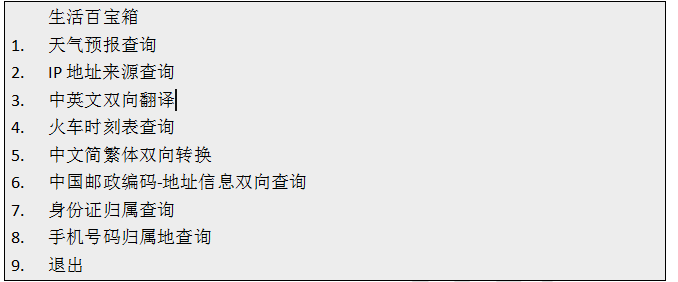 生活百宝箱
1. 天气预报查询
2. IP 地址来源查询
3. 中英文双向翻译
4. 火车时刻表查询
5. 中文简繁体双向转换
6. 中国邮政编码-地址信息双向查询
7. 身份证归属查询
8. 手机号码归属地查询
9. 退出